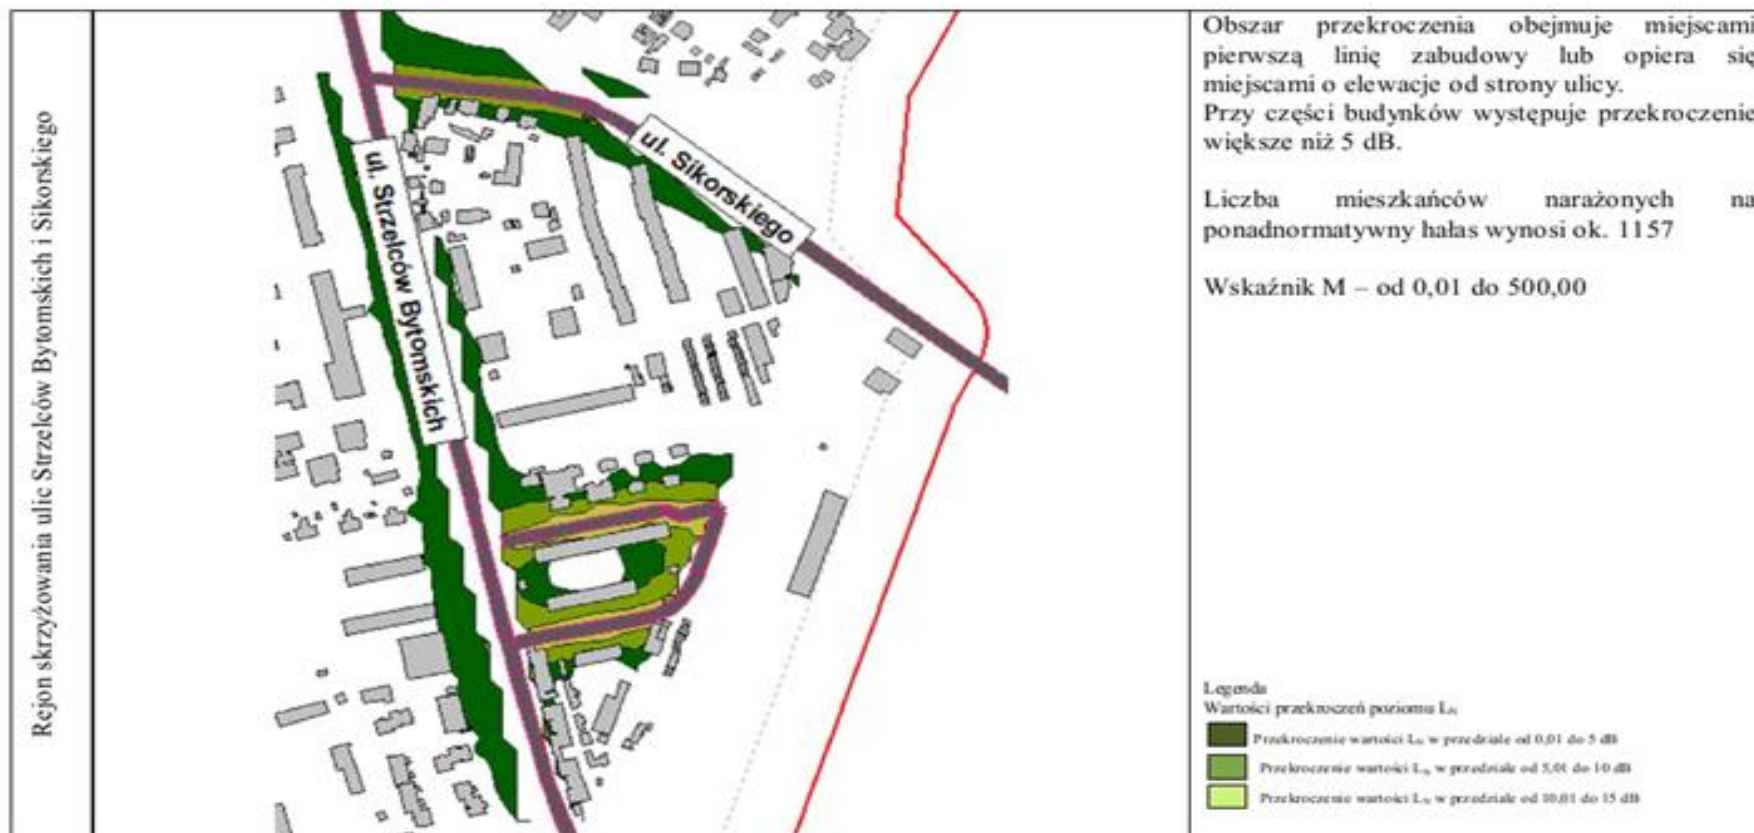 Rejon skrzyżowania ulic Strzelców Bytomskich i Sikorskiego
ul. Strzelców Bytomskich
ul. Sikorskiego
Obszar przekroczenia obejmuje miejscami
pierwszą linię zabudowy lub opiera się
miejscami o elewacje od strony ulicy.
Przy części budynków występuje przekroczenie
większe niż 5 dB.
Liczba mieszkańców narażonych na
ponadnormatywny hałas wynosi ok. 1157
Wskaźnik M – od 0,01 do 500,00
Legenda
Wartości przekroczeń poziomu LN
Przekroczenie wartości LN w przedziale od 0,01 do 5 dB
Przekroczenie wartości LN w przedziale od 5,01 do 10 dB
Przekroczenie wartości LN w przedziale od 10,01 do 15 dB